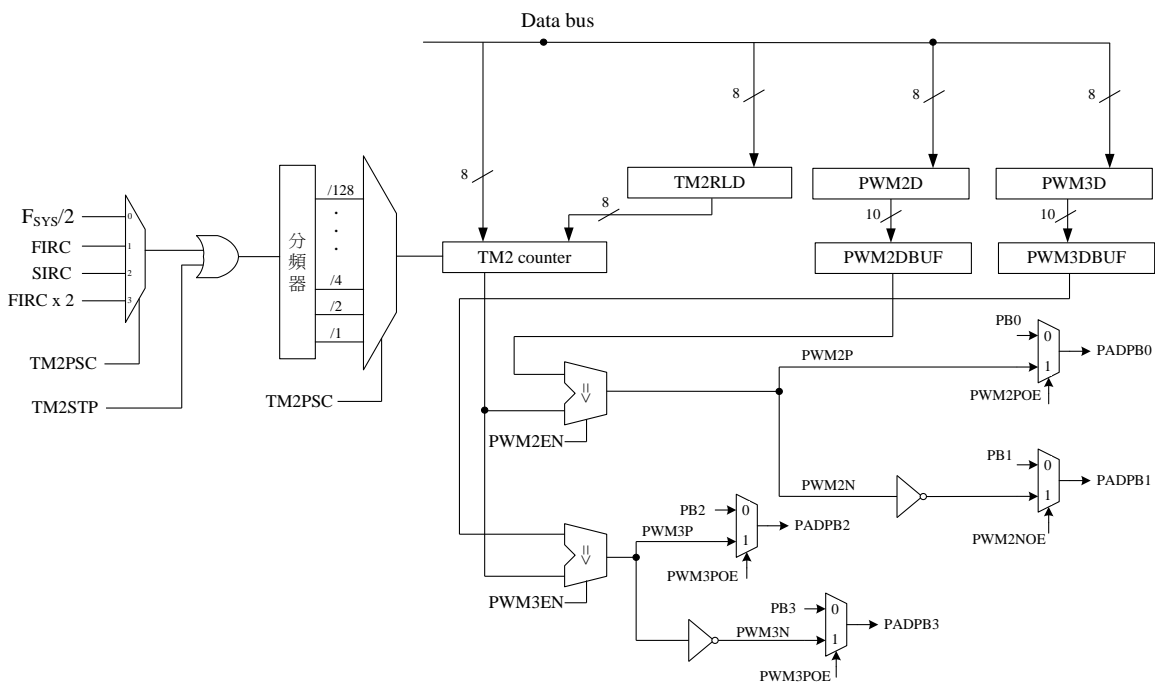 Data bus
8
8
8
8
TM2RLD
PWM2D
PWM3D
8
10
10
TM2 counter
PWM2DBUF
PWM3DBUF
FSYS/2
FIRC
SIRC
FIRC x 2
0
1
2
3
TM2PSC
TM2STP
分頻器
/128
/4
/2
/1
TM2PSC
=
<
PWM2EN
PWM2P
PB0
0
1
PADPB0
PWM2POE
PWM2N
PB1
0
1
PADPB1
PWM2NOE
=
<
PWM3EN
PWM3P
PB2
0
1
PADPB2
PWM3POE
PWM3N
PB3
0
1
PADPB3
PWM3POE